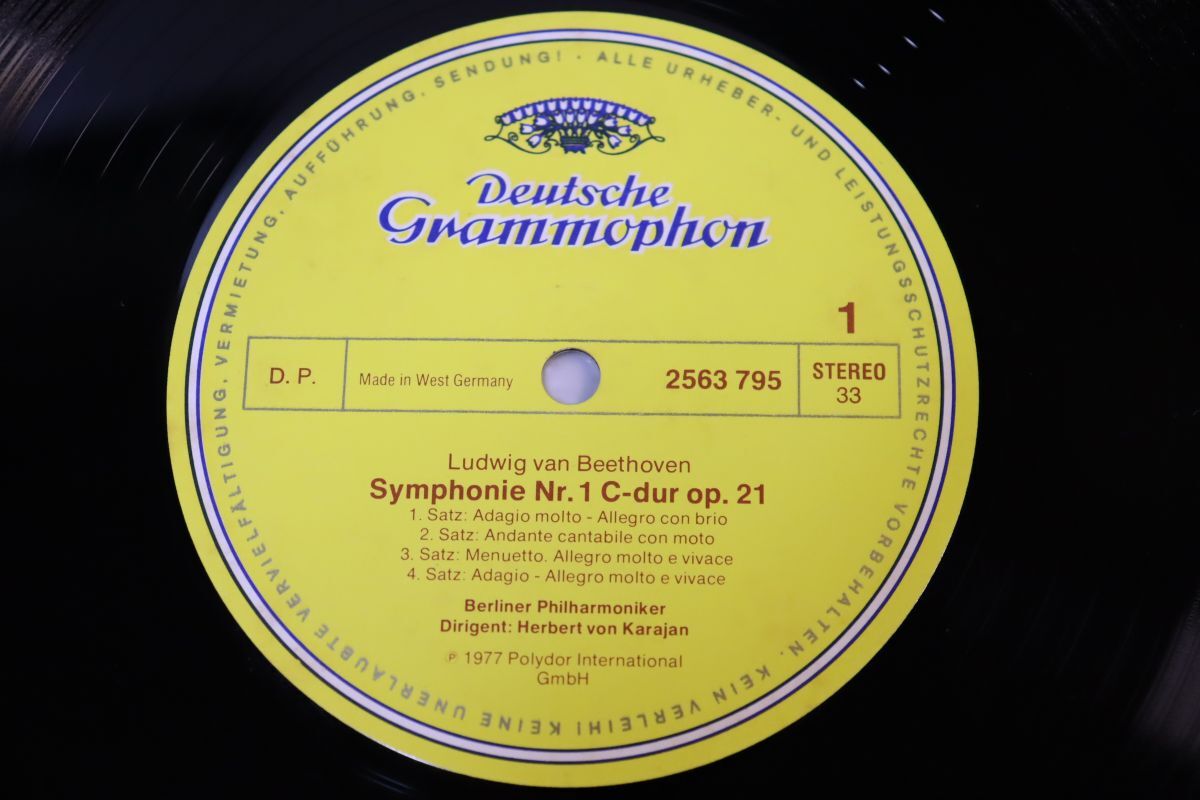 Deutsche
Grammophon
1
D. P.
Made in West Germany
2563 795
STEREO
33
Ludwig van Beethoven
Symphonie Nr. 1 C-dur op. 21
1. Satz: Adagio molto - Allegro con brio
2. Satz: Andante cantabile con moto
3. Satz: Menuetto. Allegro molto e vivace
4. Satz: Adagio - Allegro molto e vivace
Berliner Philharmoniker
Dirigent: Herbert von Karajan
℗ 1977 Polydor International
GmbH
ALLE URHEBER- UND LEISTUNGSSCHUTZRECHTE VORBEHALTEN. KEIN VERLEIH! KEINE UNERLAUBTE VERVIELFÄLTIGUNG, VERMIETUNG, AUFFÜHRUNG, SENDUNG! -